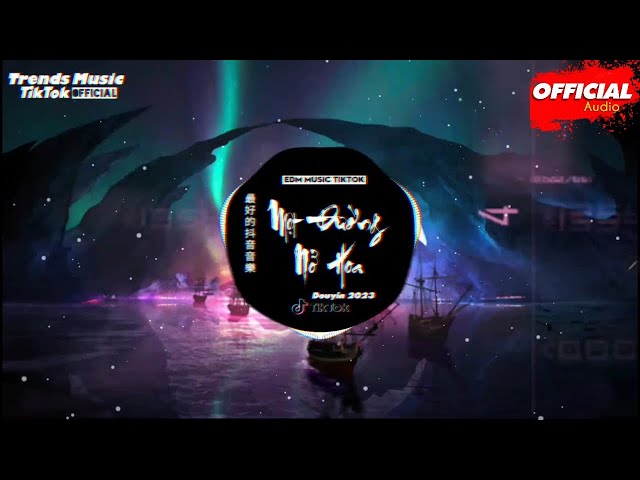 Trends Music
TikTok OFFICIAL
OFFICIAL
Audio
EDM MUSIC TIKTOK
最好的抖音音樂
Một Đường
Nở Hoa
Douyin 2023
TikTok